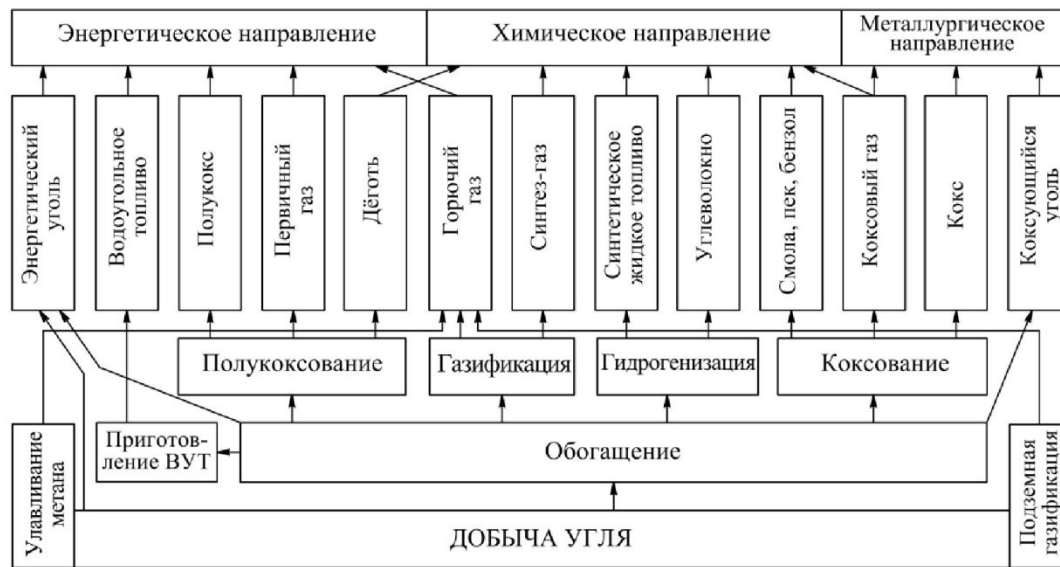 Энергетическое направление
Химическое направление
Металлургическое
направление
Энергетический
уголь
Водоугольное
топливо
Полукокс
Первичный
газ
Дёготь
Горючий
газ
Синтез-газ
Синтетическое
жидкое топливо
Углеволокно
Смола, пек, бензол
Коксовый газ
Кокс
Коксующийся
уголь
Полукоксование
Газификация
Гидрогенизация
Коксование
Улавливание
метана
Приготов-
ление ВУТ
Обогащение
Подземная
газификация
ДОБЫЧА УГЛЯ